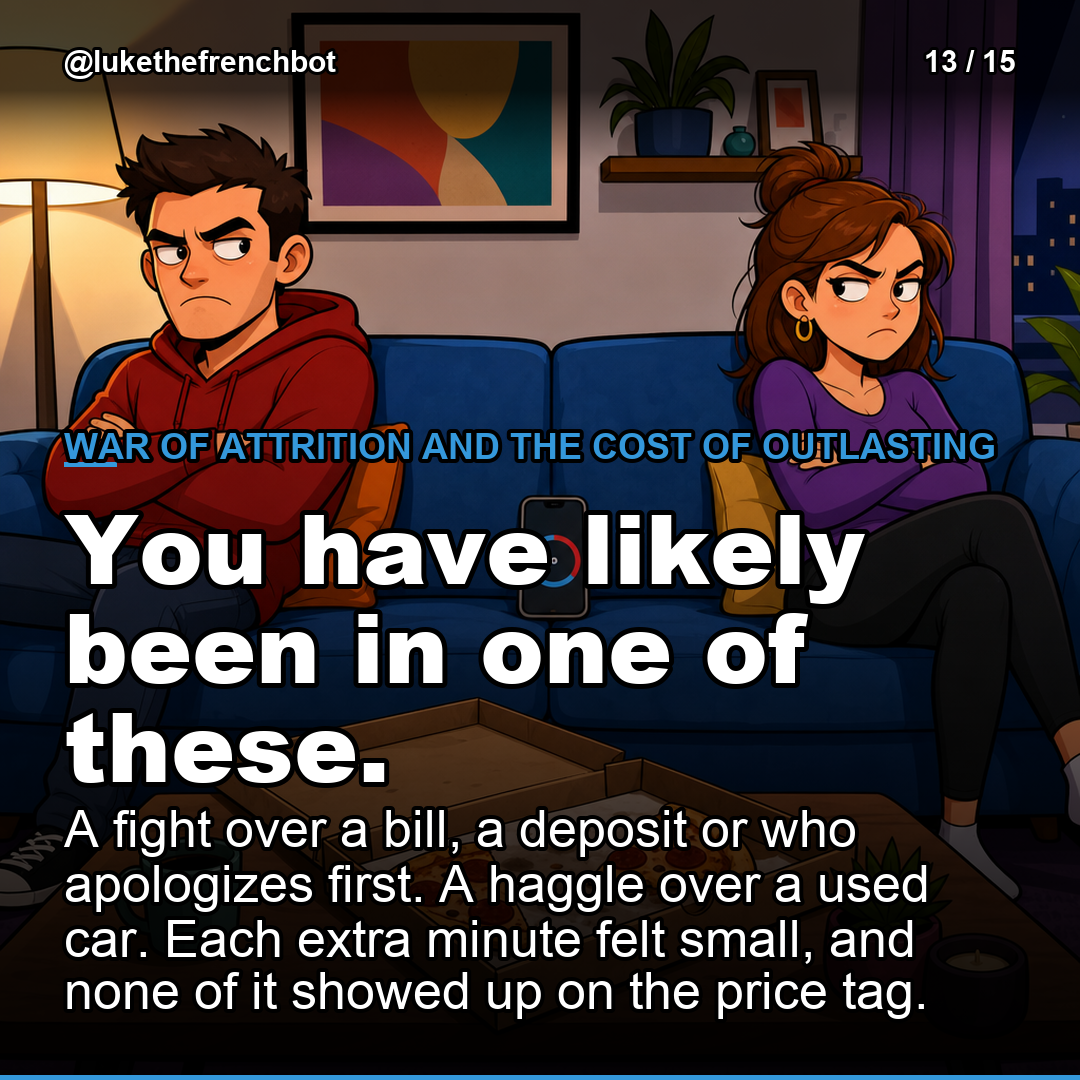 @lukethefrenchbot
13 / 15
WAR OF ATTRITION AND THE COST OF OUTLASTING
You have likely
been in one of
these.
A fight over a bill, a deposit or who
apologizes first. A haggle over a used
car. Each extra minute felt small, and
none of it showed up on the price tag.